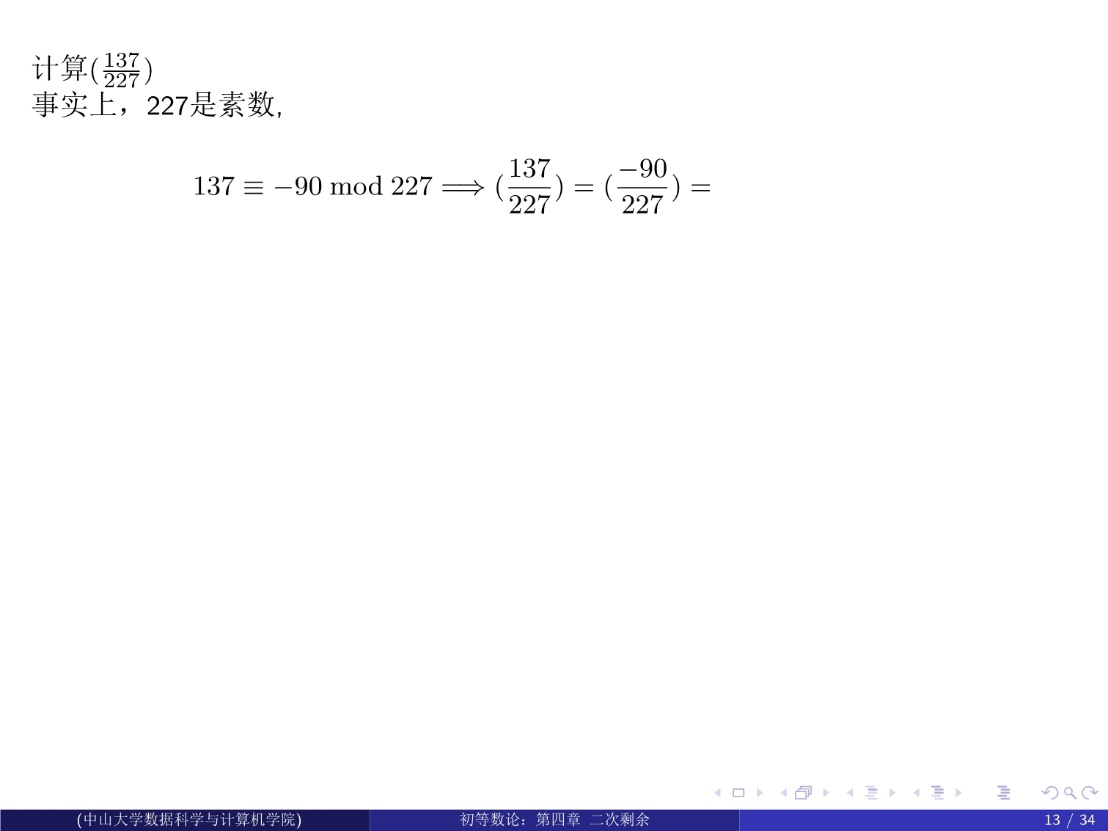 计算(137/227)
事实上，227是素数,
137 ≡ −90 mod 227 ⟹ (137/227) = (−90/227) =
(中山大学数据科学与计算机学院) 初等数论：第四章 二次剩余 13 / 34